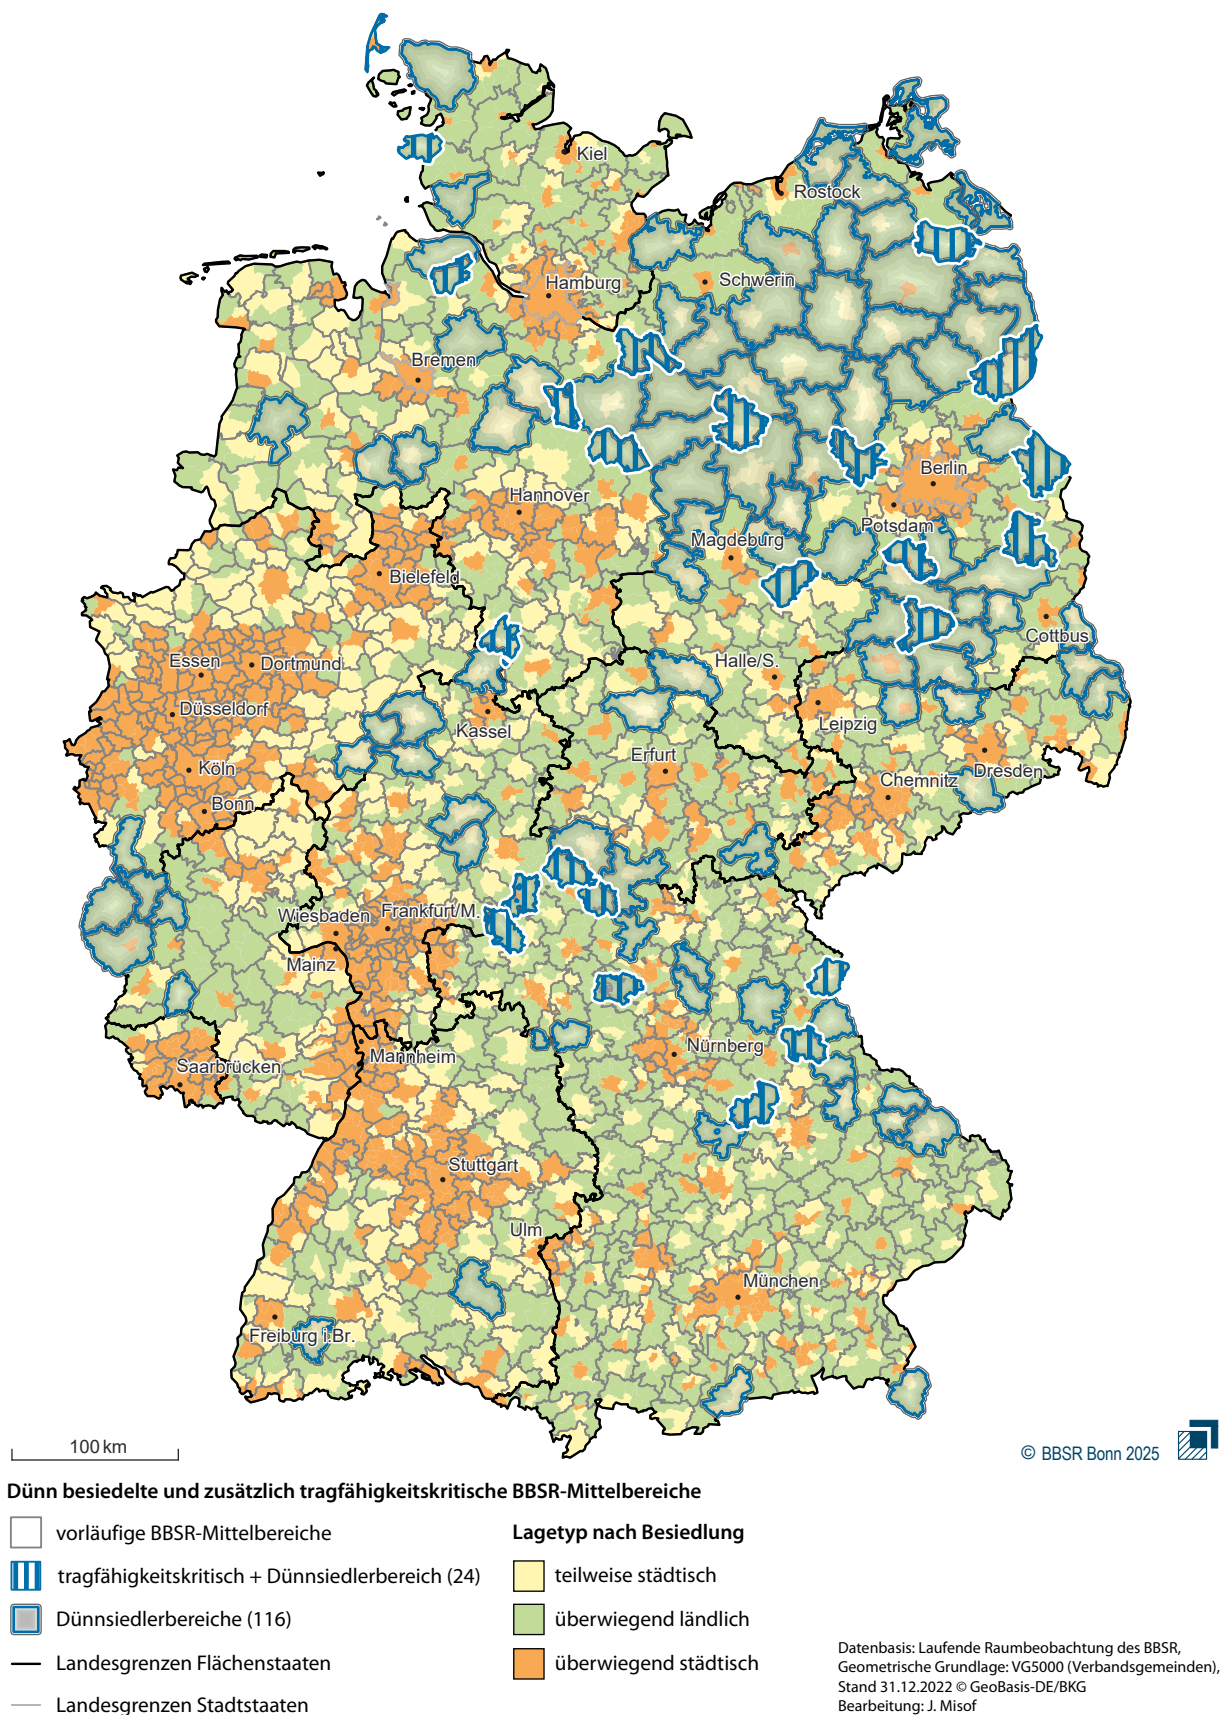 Kiel
Rostock
Hamburg
Schwerin
Bremen
Berlin
Hannover
Potsdam
Magdeburg
Bielefeld
Cottbus
Essen
Dortmund
Halle/S.
Düsseldorf
Leipzig
Kassel
Köln
Erfurt
Dresden
Chemnitz
Bonn
Wiesbaden
Frankfurt/M.
Mainz
Nürnberg
Mannheim
Saarbrücken
Stuttgart
Ulm
München
Freiburg i.Br.
100 km
© BBSR Bonn 2025
Dünn besiedelte und zusätzlich tragfähigkeitskritische BBSR-Mittelbereiche
vorläufige BBSR-Mittelbereiche
tragfähigkeitskritisch + Dünnsiedlerbereich (24)
Dünnsiedlerbereiche (116)
Landesgrenzen Flächenstaaten
Landesgrenzen Stadtstaaten
Lagetyp nach Besiedlung
teilweise städtisch
überwiegend ländlich
überwiegend städtisch
Datenbasis: Laufende Raumbeobachtung des BBSR,
Geometrische Grundlage: VG5000 (Verbandsgemeinden),
Stand 31.12.2022 © GeoBasis-DE/BKG
Bearbeitung: J. Misof